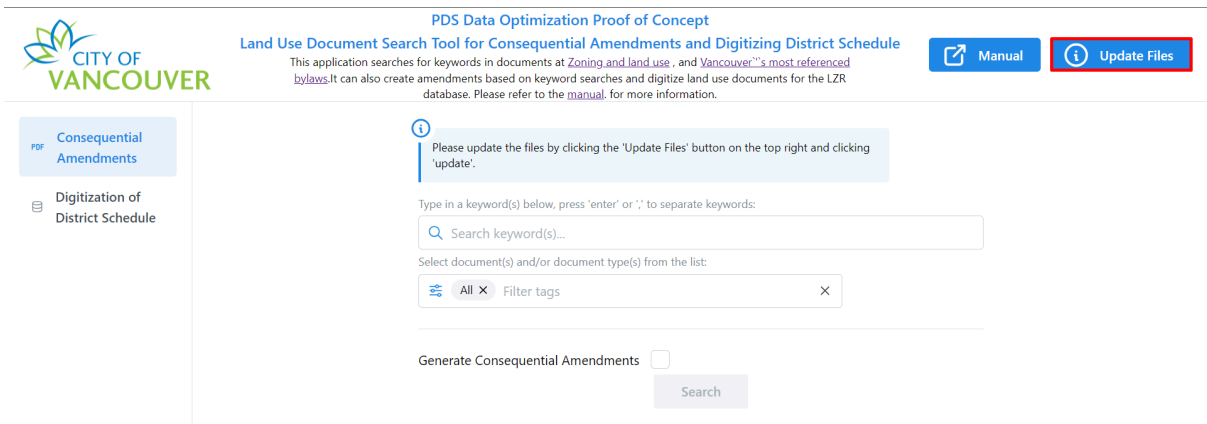 CITY OF
VANCOUVER
PDS Data Optimization Proof of Concept
Land Use Document Search Tool for Consequential Amendments and Digitizing District Schedule
This application searches for keywords in documents at Zoning and land use , and Vancouver`"`s most referenced
bylaws.It can also create amendments based on keyword searches and digitize land use documents for the LZR
database. Please refer to the manual. for more information.
Manual
Update Files
PDF Consequential
Amendments
Digitization of
District Schedule
Please update the files by clicking the 'Update Files' button on the top right and clicking
'update'.
Type in a keyword(s) below, press 'enter' or ',' to separate keywords:
Search keyword(s)...
Select document(s) and/or document type(s) from the list:
All × Filter tags ×
Generate Consequential Amendments
Search